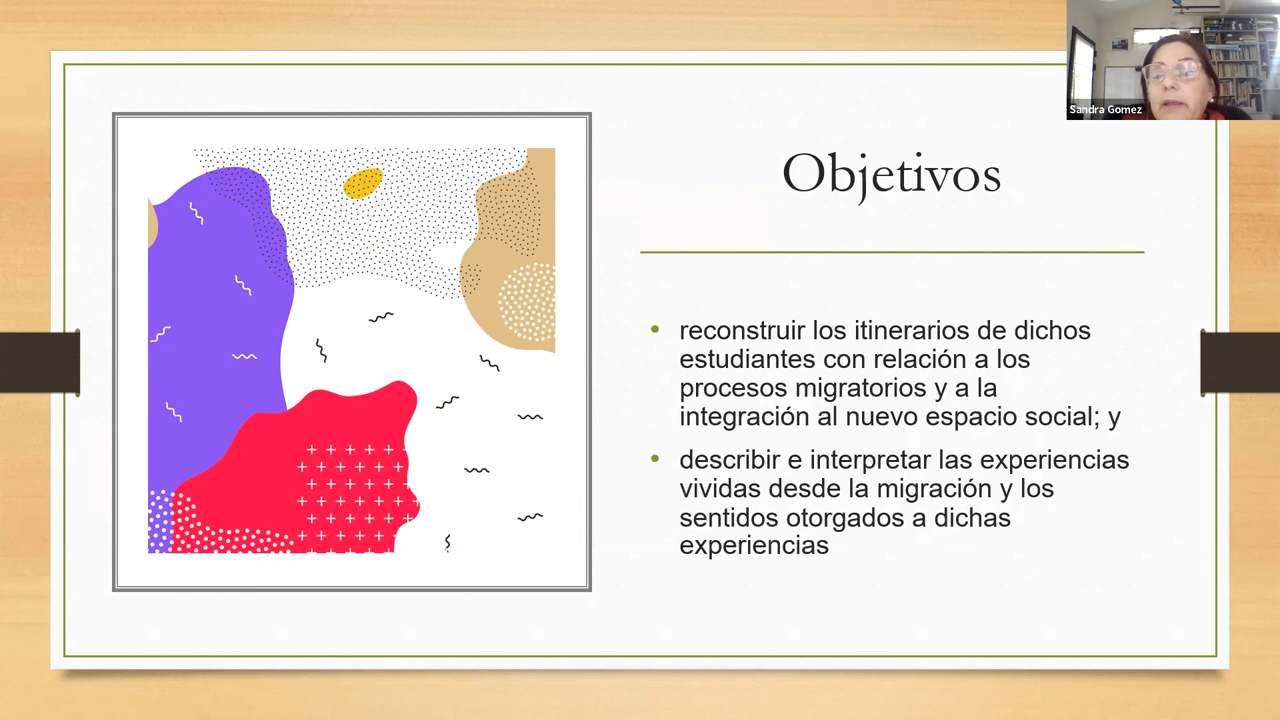 Sandra Gomez
Objetivos
• reconstruir los itinerarios de dichos
estudiantes con relación a los
procesos migratorios y a la
integración al nuevo espacio social; y
• describir e interpretar las experiencias
vividas desde la migración y los
sentidos otorgados a dichas
experiencias